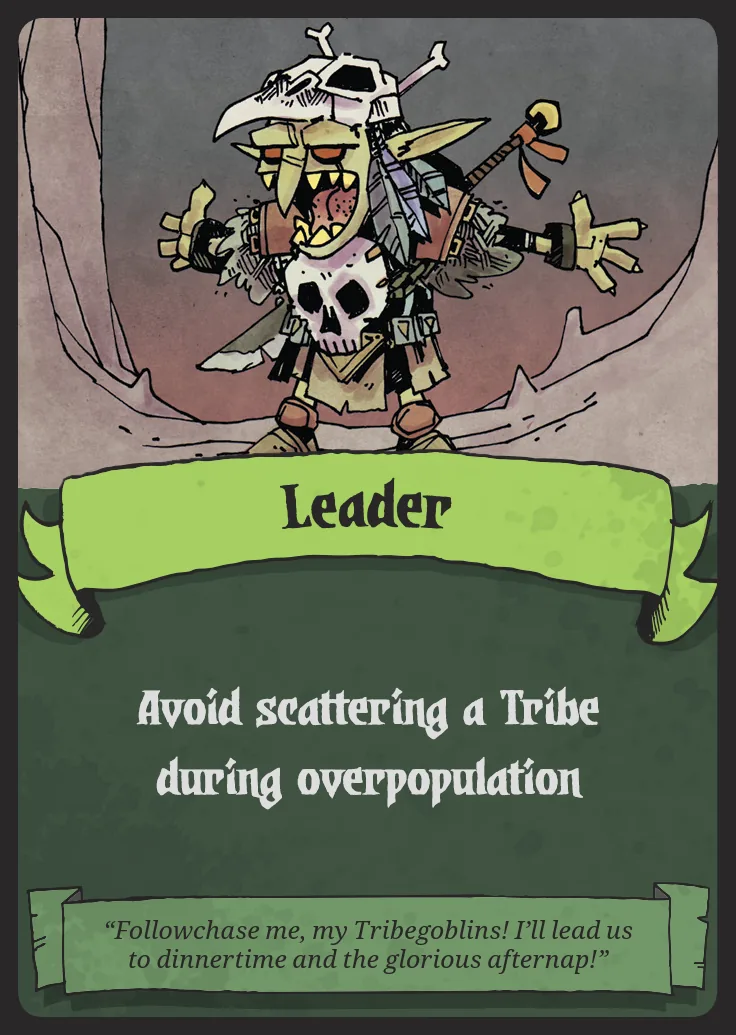 Leader
Avoid scattering a Tribe
during overpopulation
“Followchase me, my Tribegoblins! I’ll lead us
to dinnertime and the glorious afternap!”